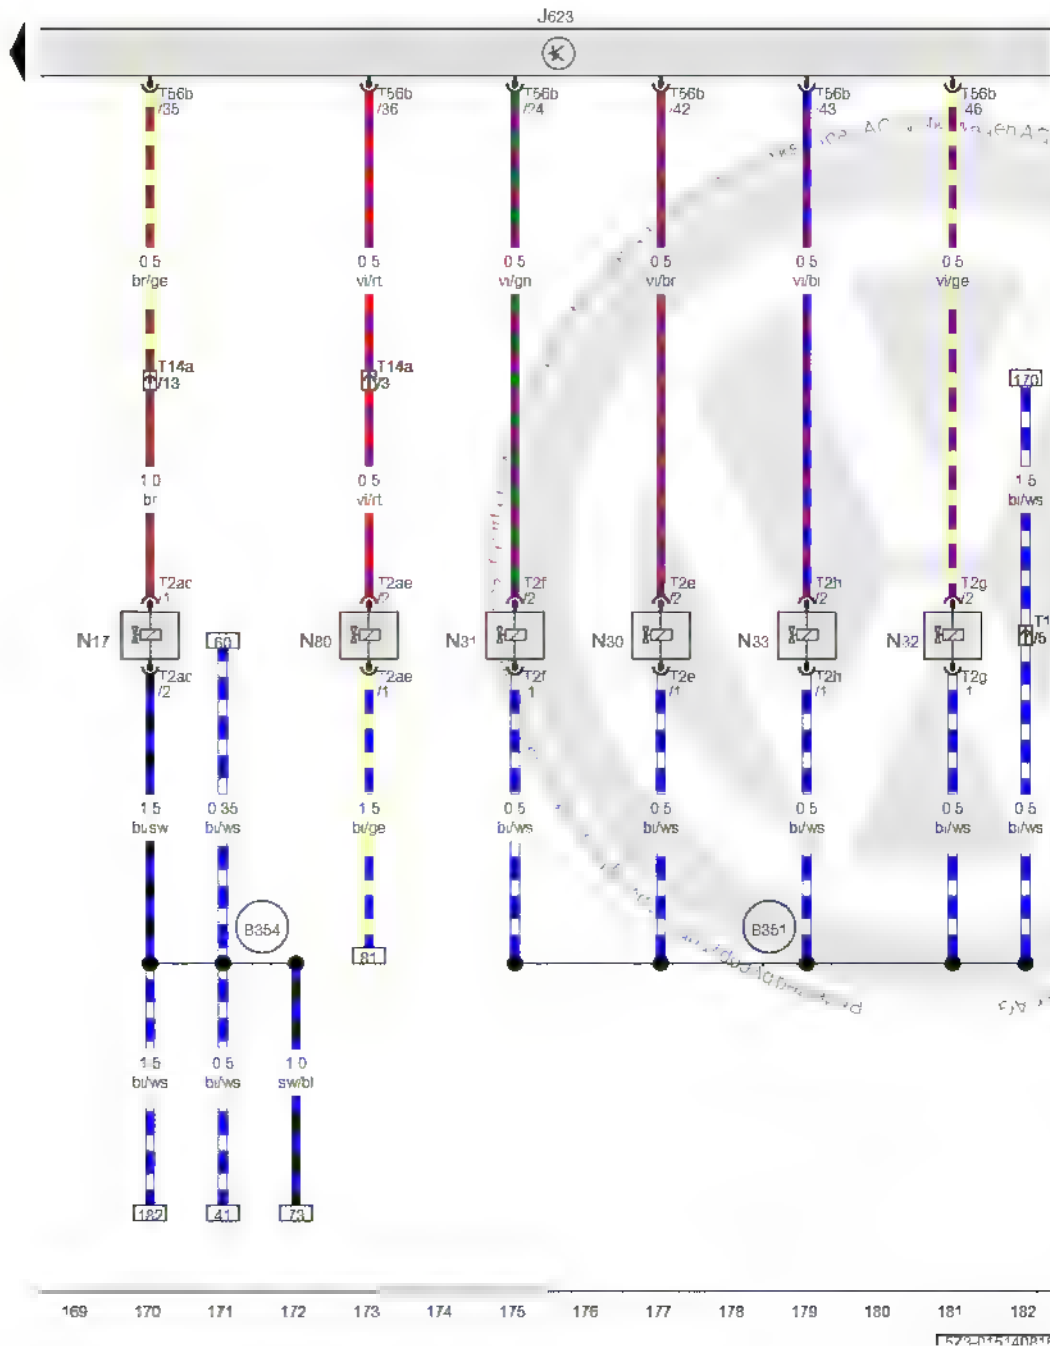 J623
T56b T56b T56b T56b T56b T56b
/35 /36 /24 /42 43 46
0.5 0.5 0.5 0.5 0.5 0.5
br/ge vi/rt vi/gn vi/br vi/bl vi/ge
T14a T14a
/13 /3
170
1.0 0.5 1.5
br vi/rt bl/ws
T2ac T2ae T2f T2e T2h T2g
/1 /2 /2 /2 /2 /2
N17 60 N80 N31 N30 N33 N32 /5
T2ac T2ae T2f T2e T2h T2g
/2 /1 1 /1 /1 1
1.5 0.35 1.5 0.5 0.5 0.5 0.5 0.5
bl/sw bl/ws bl/ge bl/ws bl/ws bl/ws bl/ws bl/ws
B354 B351
81
1.5 0.5 1.0
bl/ws bl/ws sw/bl
182 41 73
169 170 171 172 173 174 175 176 177 178 179 180 181 182